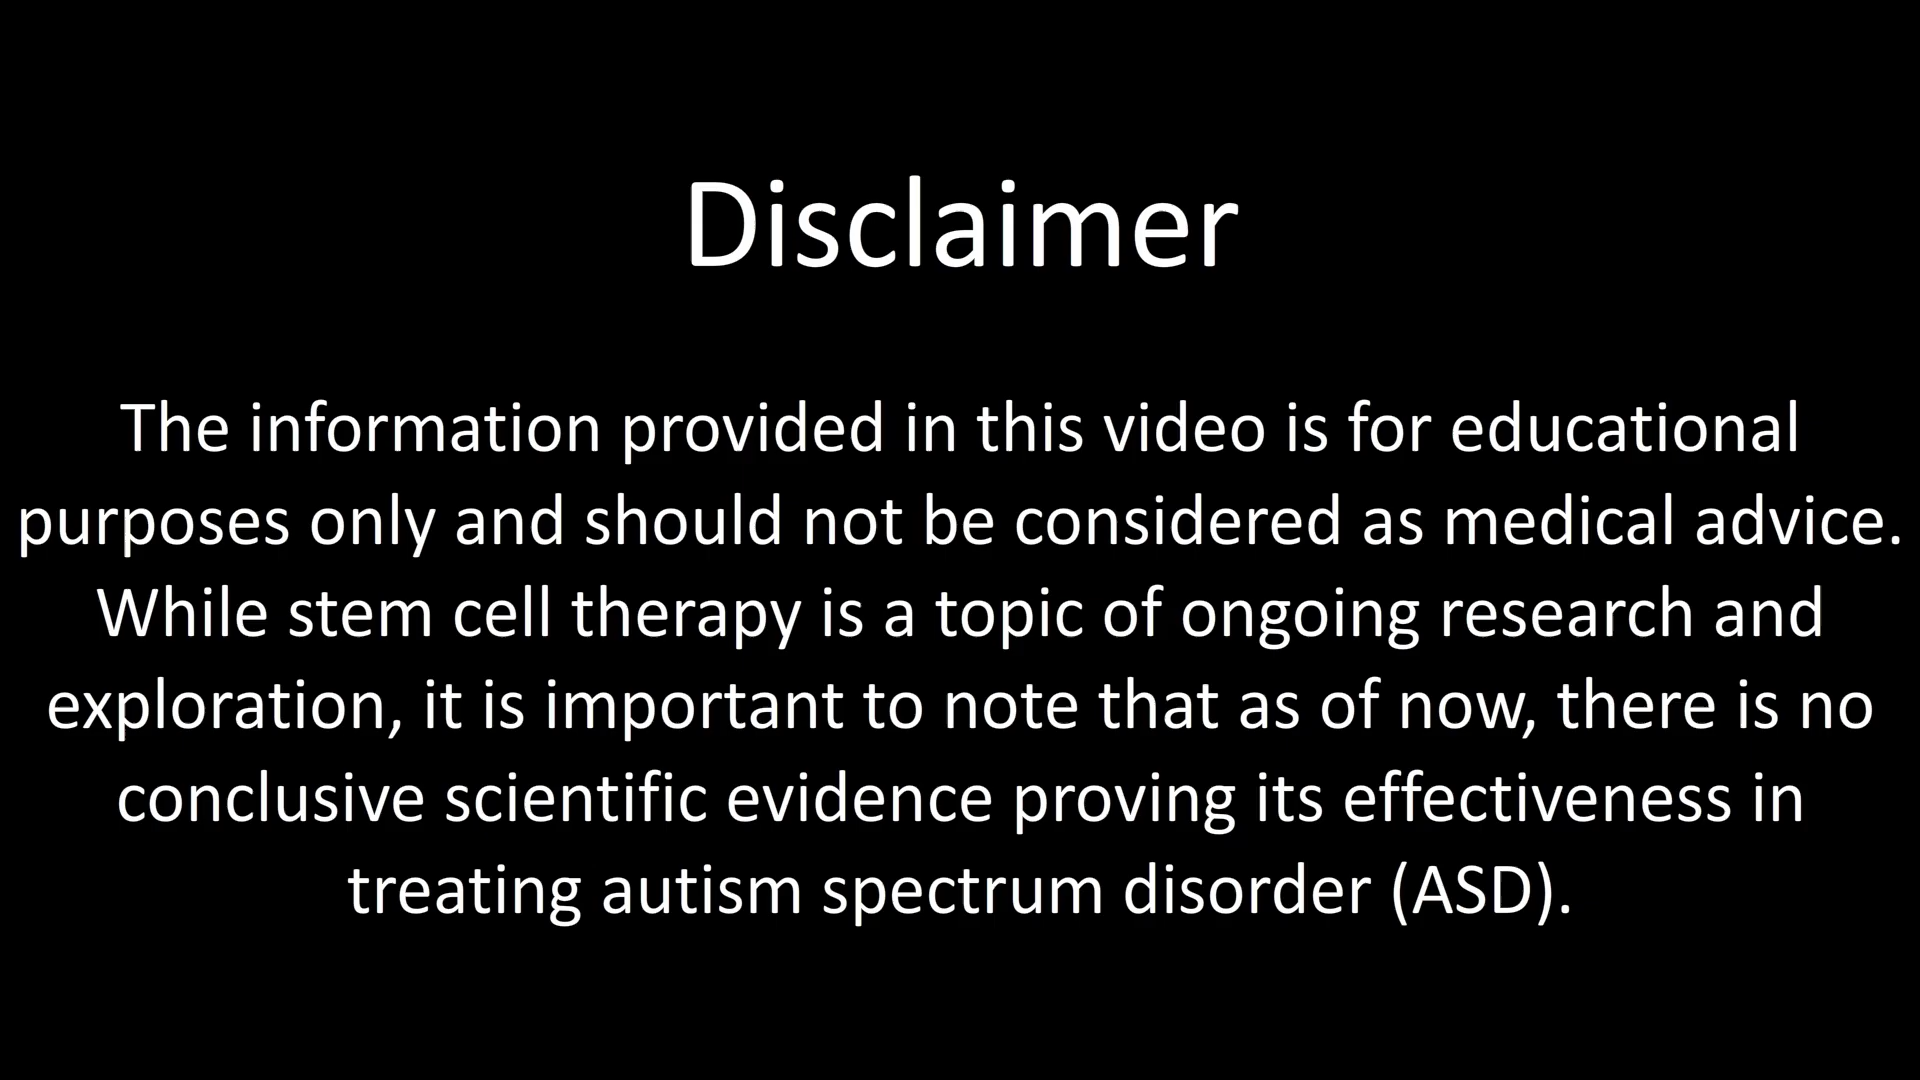 Disclaimer
The information provided in this video is for educational
purposes only and should not be considered as medical advice.
While stem cell therapy is a topic of ongoing research and
exploration, it is important to note that as of now, there is no
conclusive scientific evidence proving its effectiveness in
treating autism spectrum disorder (ASD).